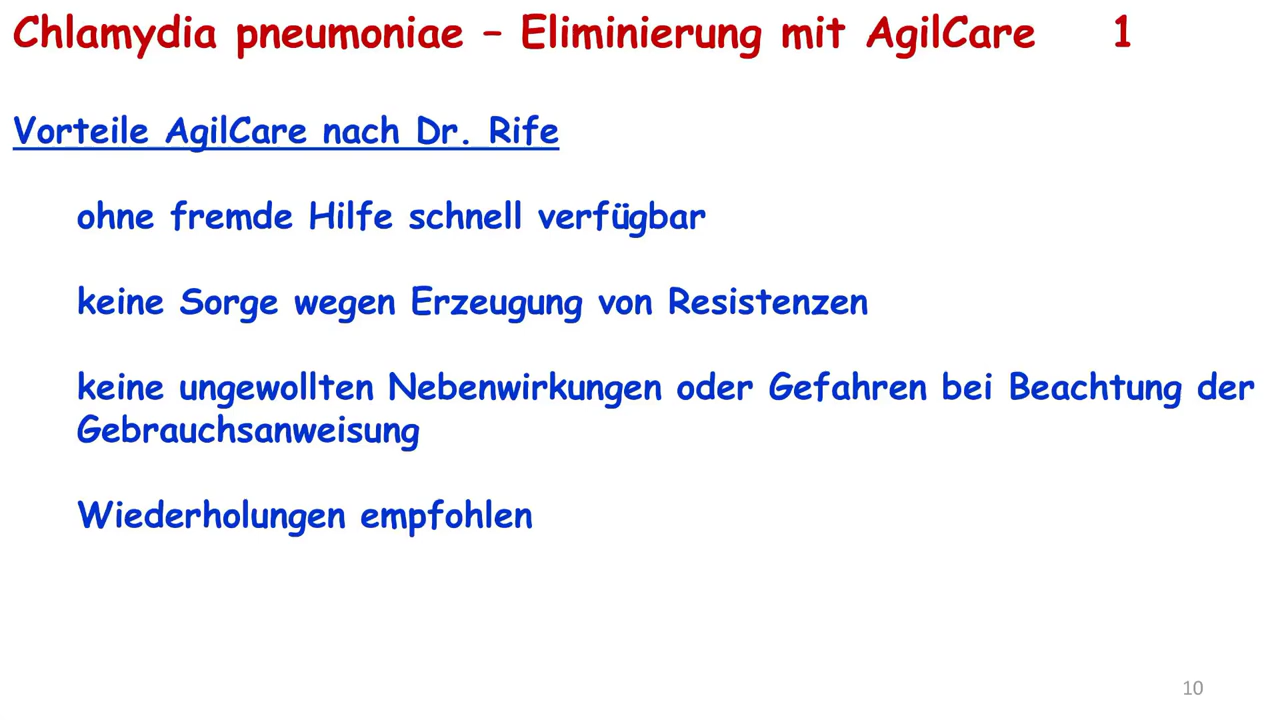 Chlamydia pneumoniae – Eliminierung mit AgilCare 1
Vorteile AgilCare nach Dr. Rife
ohne fremde Hilfe schnell verfügbar
keine Sorge wegen Erzeugung von Resistenzen
keine ungewollten Nebenwirkungen oder Gefahren bei Beachtung der
Gebrauchsanweisung
Wiederholungen empfohlen
10